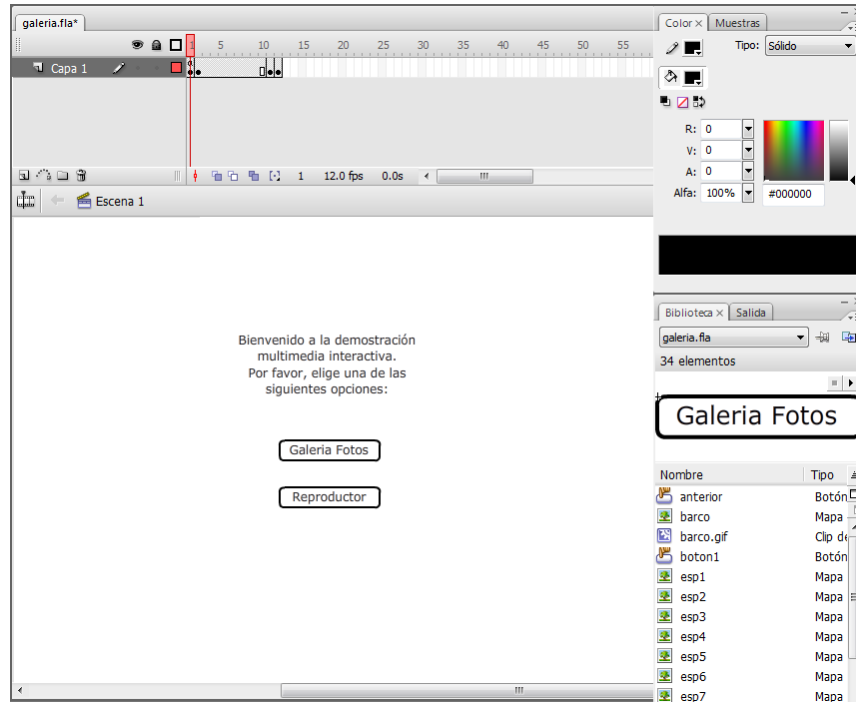 galeria.fla*
1 5 10 15 20 25 30 35 40 45 50 55
Capa 1
1 12.0 fps 0.0s
Escena 1
Bienvenido a la demostración
multimedia interactiva.
Por favor, elige una de las
siguientes opciones:
Galeria Fotos
Reproductor
Color × Muestras
Tipo: Sólido
R: 0
V: 0
A: 0
Alfa: 100% #000000
Biblioteca × Salida
galeria.fla
34 elementos
Galeria Fotos
Nombre Tipo
anterior Botón
barco Mapa
barco.gif Clip de
boton1 Botón
esp1 Mapa
esp2 Mapa
esp3 Mapa
esp4 Mapa
esp5 Mapa
esp6 Mapa
esp7 Mapa